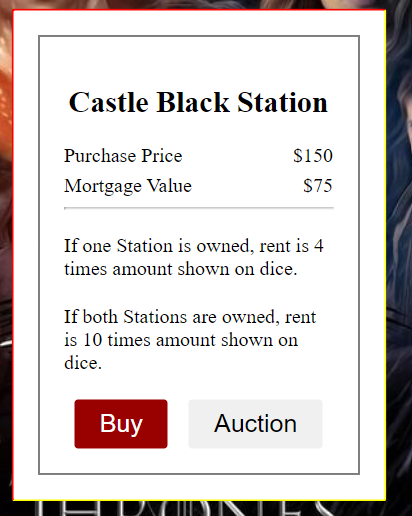 Castle Black Station
Purchase Price $150
Mortgage Value $75
If one Station is owned, rent is 4
times amount shown on dice.
If both Stations are owned, rent
is 10 times amount shown on
dice.
Buy Auction